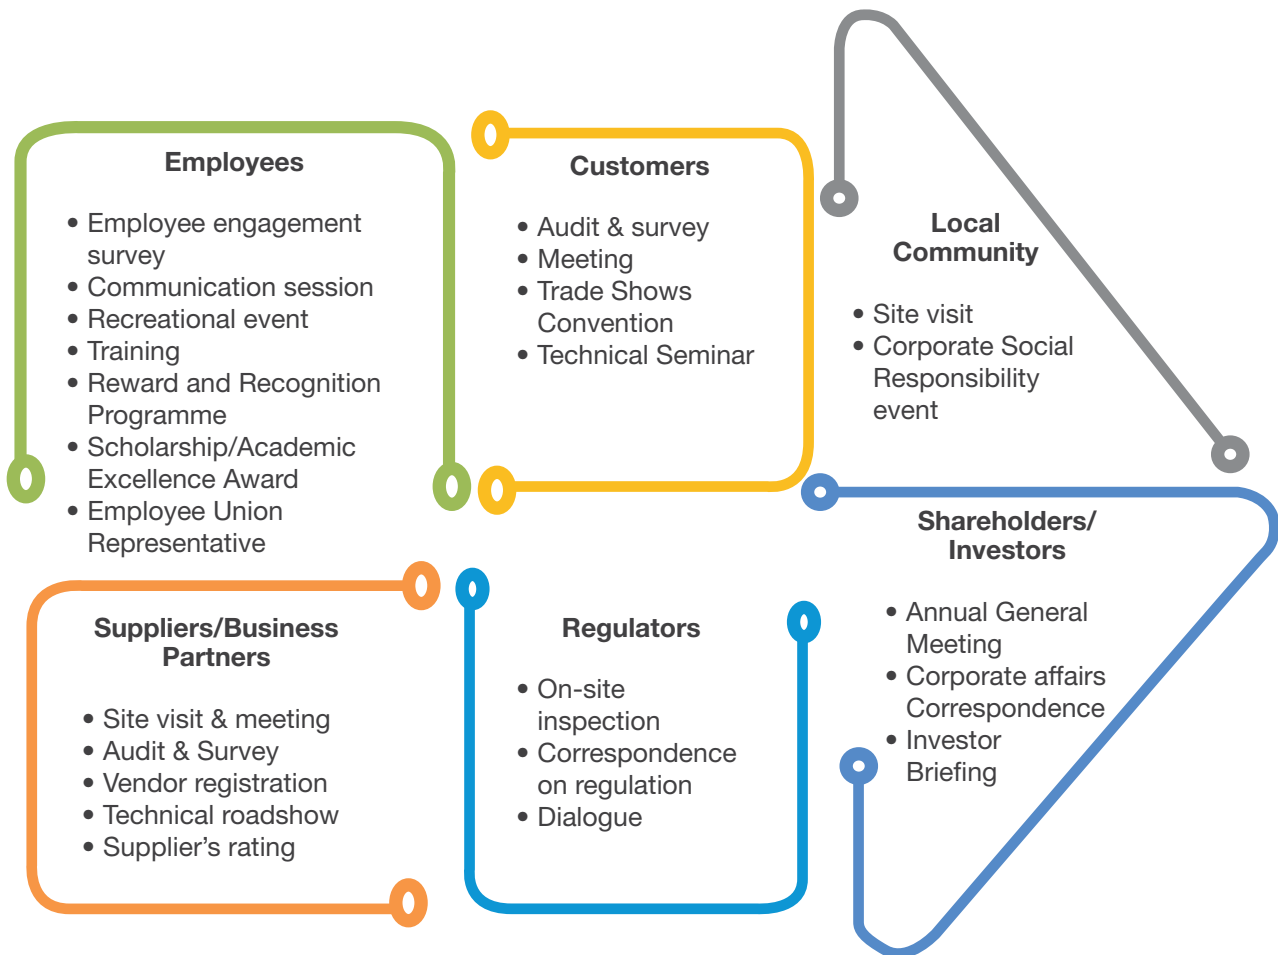 Employees
• Employee engagement
survey
• Communication session
• Recreational event
• Training
• Reward and Recognition
Programme
• Scholarship/Academic
Excellence Award
• Employee Union
Representative
Customers
• Audit & survey
• Meeting
• Trade Shows
Convention
• Technical Seminar
Local
Community
• Site visit
• Corporate Social
Responsibility
event
Suppliers/Business
Partners
• Site visit & meeting
• Audit & Survey
• Vendor registration
• Technical roadshow
• Supplier’s rating
Regulators
• On-site
inspection
• Correspondence
on regulation
• Dialogue
Shareholders/
Investors
• Annual General
Meeting
• Corporate affairs
Correspondence
• Investor
Briefing